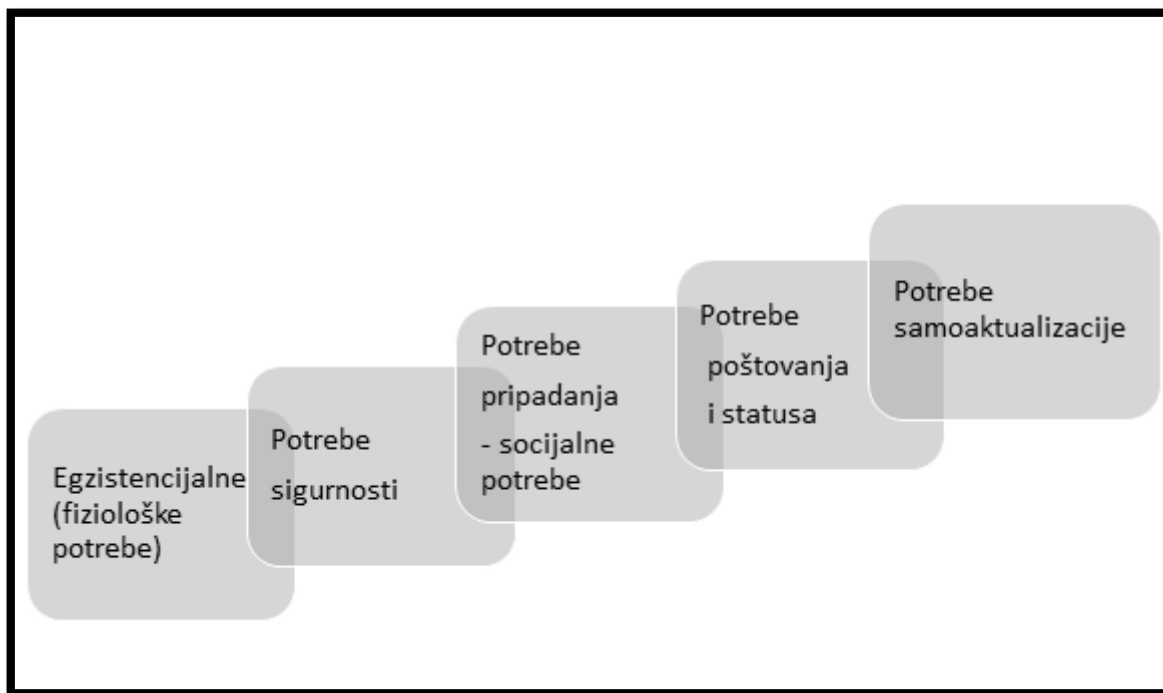 Egzistencijalne
(fiziološke
potrebe)
Potrebe
sigurnosti
Potrebe
pripadanja
- socijalne
potrebe
Potrebe
poštovanja
i statusa
Potrebe
samoaktualizacije